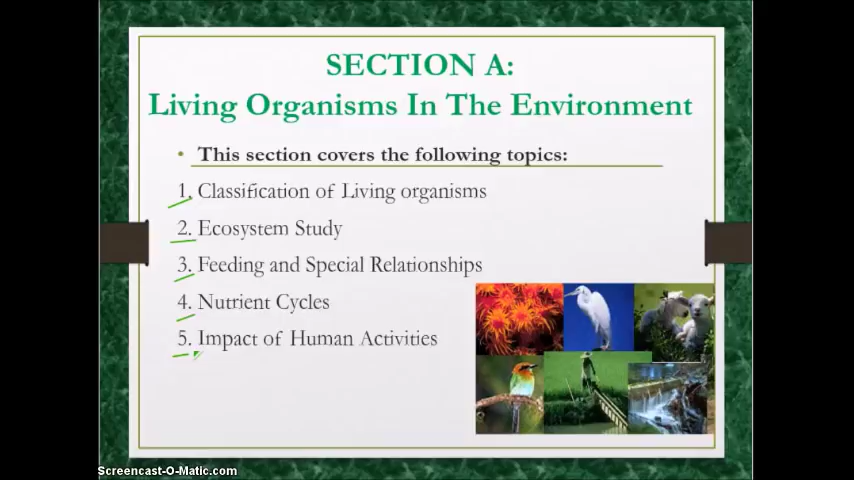 SECTION A:
Living Organisms In The Environment
• This section covers the following topics:
1. Classification of Living organisms
2. Ecosystem Study
3. Feeding and Special Relationships
4. Nutrient Cycles
5. Impact of Human Activities
Screencast-O-Matic.com